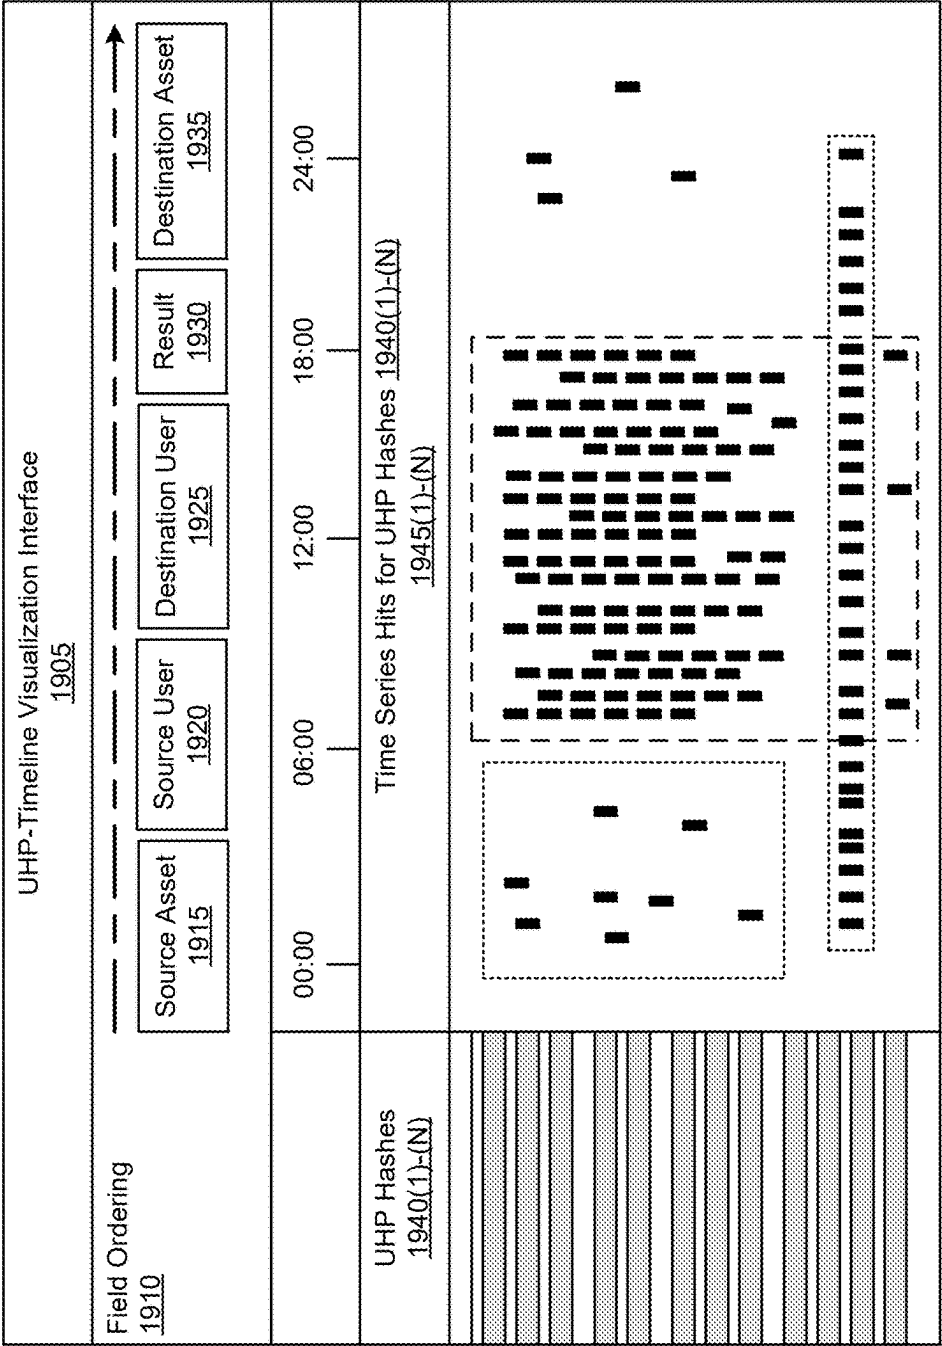 UHP-Timeline Visualization Interface
1905
Field Ordering
1910
Source Asset
1915
Source User
1920
Destination User
1925
Result
1930
Destination Asset
1935
00:00
06:00
12:00
18:00
24:00
UHP Hashes
1940(1)-(N)
Time Series Hits for UHP Hashes 1940(1)-(N)
1945(1)-(N)